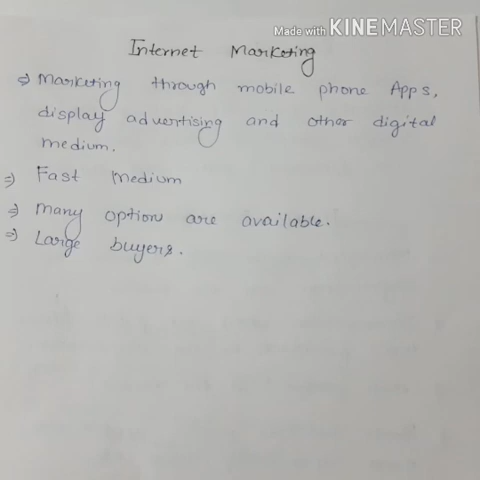 Made with KINEMASTER
Internet Marketing
⇒ Marketing through mobile phone Apps,
display advertising and other digital
medium.
⇒ Fast Medium
⇒ Many option are available.
⇒ Large buyers.